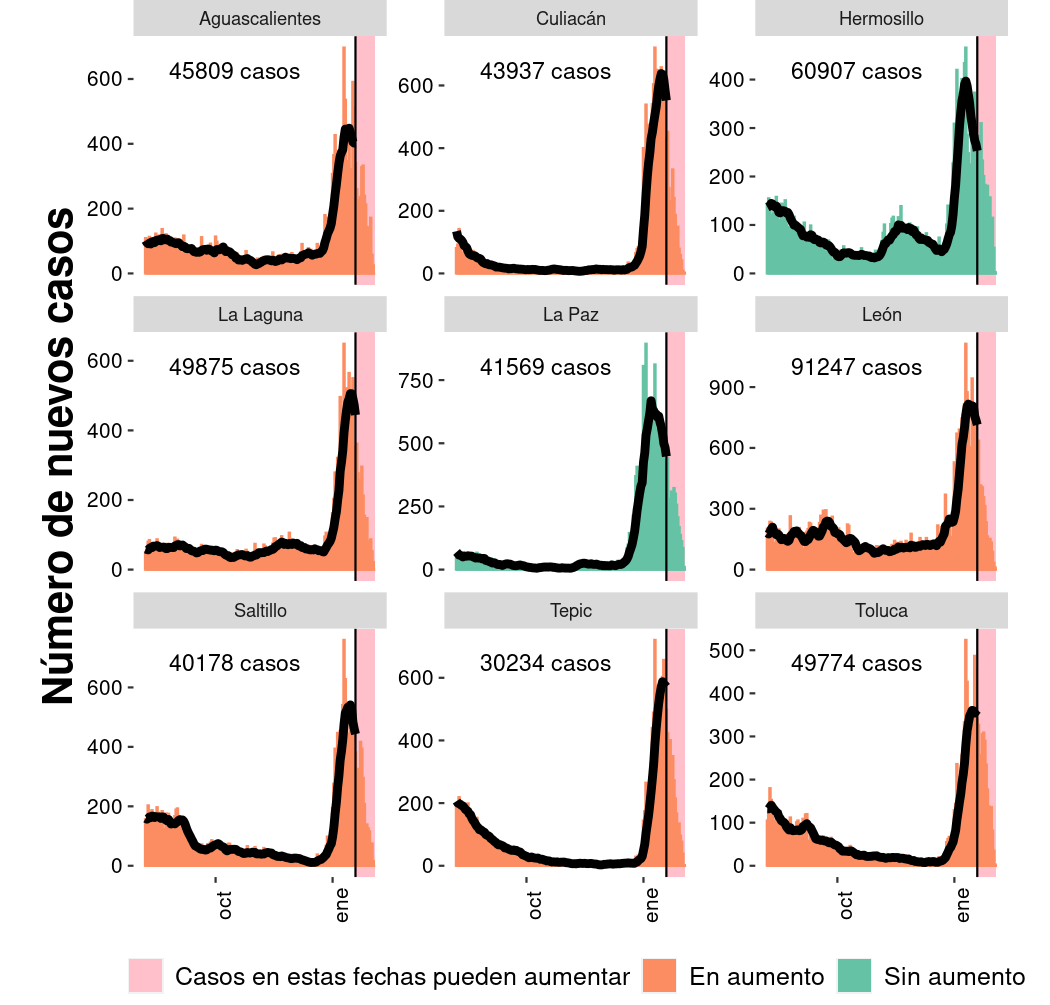 Número de nuevos casos
Aguascalientes
45809 casos
600
400
200
0
Culiacán
43937 casos
600
400
200
0
Hermosillo
60907 casos
400
300
200
100
0
La Laguna
49875 casos
600
400
200
0
La Paz
41569 casos
750
500
250
0
León
91247 casos
900
600
300
0
Saltillo
40178 casos
600
400
200
0
oct
ene
Tepic
30234 casos
600
400
200
0
oct
ene
Toluca
49774 casos
500
400
300
200
100
0
oct
ene
Casos en estas fechas pueden aumentar
En aumento
Sin aumento